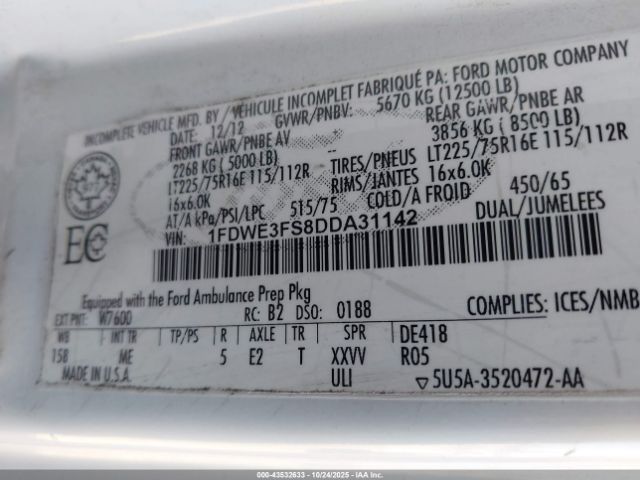 INCOMPLETE VEHICLE MFD. BY / VÉHICULE INCOMPLET FABRIQUÉ PA: FORD MOTOR COMPANY
DATE: 12/12 GVWR/PNBV: 5670 KG (12500 LB)
FRONT GAWR/PNBE AV REAR GAWR/PNBE AR
2268 KG (5000 LB) 3856 KG (8500 LB)
LT225/75R16E 115/112R TIRES/PNEUS LT225/75R16E 115/112R
16x6.0K RIMS/JANTES 16x6.0K
AT/A kPa/PSI/LPC 515/75 COLD/A FROID 450/65
VIN: 1FDWE3FS8DDA31142 DUAL/JUMELEES
EC
Equipped with the Ford Ambulance Prep Pkg
EXT PNT: W7600 RC: B2 DSO: 0188 COMPLIES: ICES/NMB
WB INT TR TP/PS R AXLE TR SPR DE418
158 ME 5 E2 T XXVV R05
MADE IN U.S.A. ULI ▽5U5A-3520472-AA
000-43532633 - 10/24/2025 - IAAI.COM